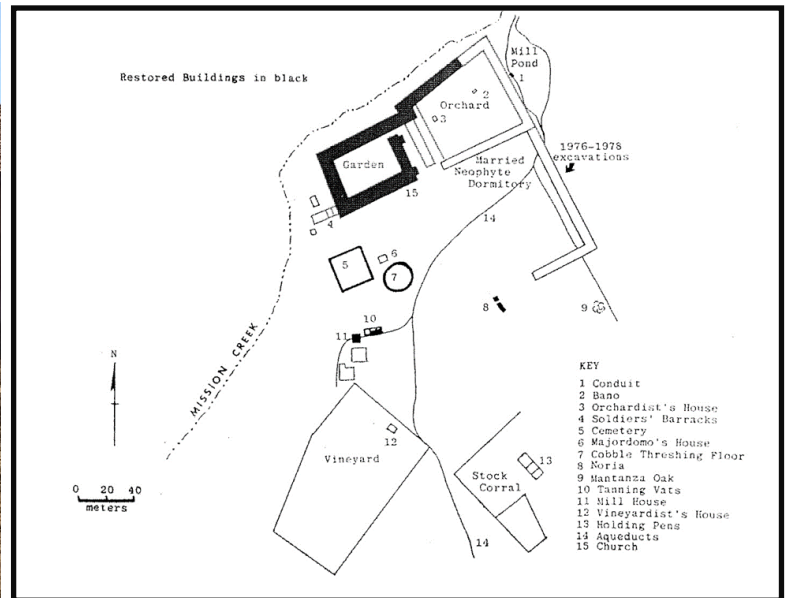 Restored Buildings in black
Mill
Pond
1
2
Orchard
3
1976-1978
excavations
Garden
Married
Neophyte
Dormitory
15
4
14
6
5
7
8
9
10
11
MISSION CREEK
N
KEY
1 Conduit
2 Bano
3 Orchardist's House
4 Soldiers' Barracks
5 Cemetery
6 Majordomo's House
7 Cobble Threshing Floor
8 Noria
9 Mantanza Oak
10 Tanning Vats
11 Mill House
12 Vineyardist's House
13 Holding Pens
14 Aqueducts
15 Church
12
Vineyard
13
Stock
Corral
0 20 40
meters
14